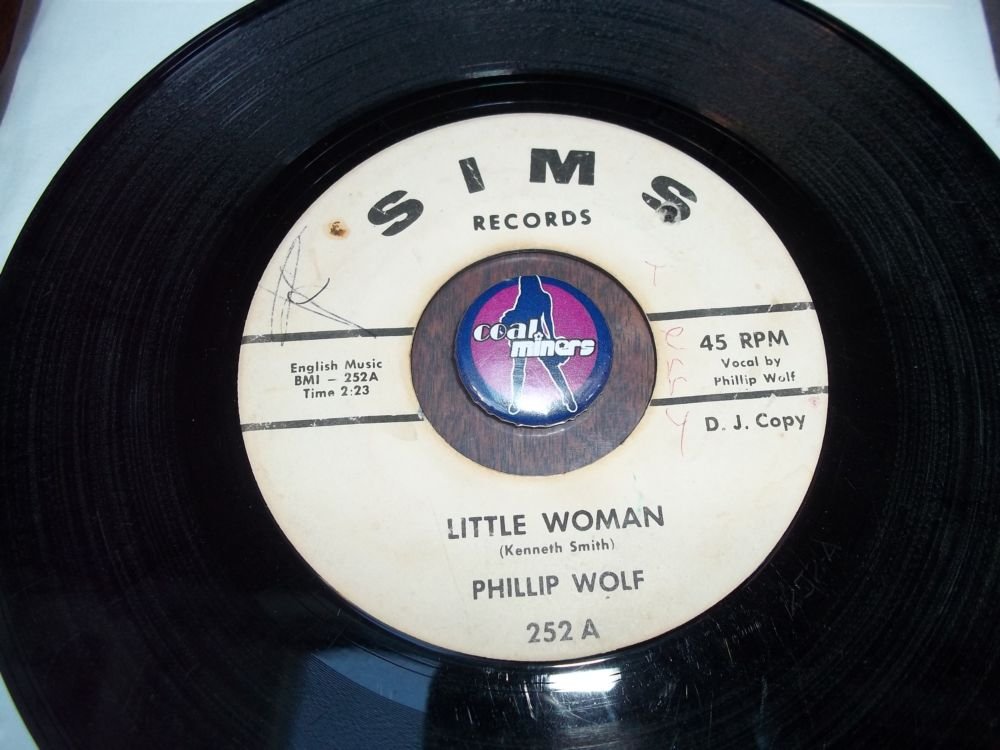 SIMS
RECORDS
English Music
BMI – 252A
Time 2:23
coal
miners
45 RPM
Vocal by
Phillip Wolf
D. J. Copy
Terry
LITTLE WOMAN
(Kenneth Smith)
PHILLIP WOLF
252 A